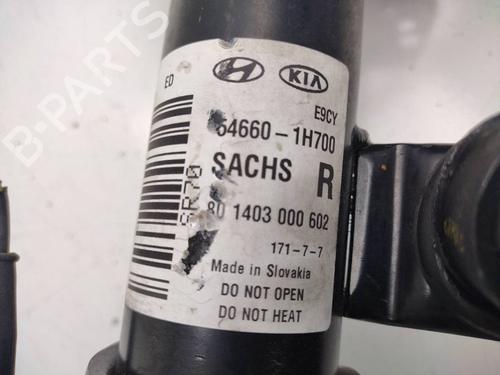 ED
KIA
E9CY
54660-1H700
SACHS R
80 1403 000 602
171-7-7
Made in Slovakia
DO NOT OPEN
DO NOT HEAT
B-PARTS